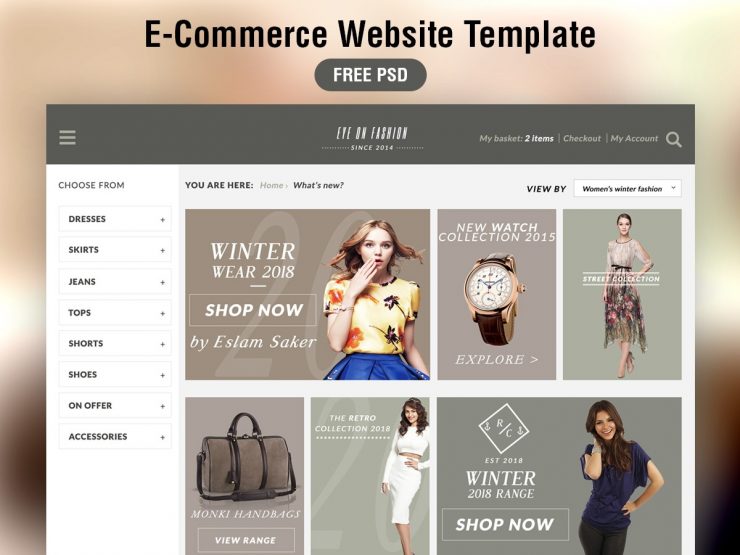 E-Commerce Website Template
FREE PSD
EYE ON FASHION
SINCE 2014
My basket: 2 items | Checkout | My Account
CHOOSE FROM
DRESSES +
SKIRTS +
JEANS +
TOPS +
SHORTS +
SHOES +
ON OFFER +
ACCESSORIES +
YOU ARE HERE: Home › What's new?
VIEW BY Women's winter fashion
20
WINTER
WEAR 2018
SHOP NOW
by Eslam Saker
NEW WATCH
COLLECTION 2015
EXPLORE >
STREET COLLECTION
MONKI HANDBAGS
VIEW RANGE
20
THE RETRO
COLLECTION 2018
R/C
EST 2018
WINTER
2018 RANGE
SHOP NOW